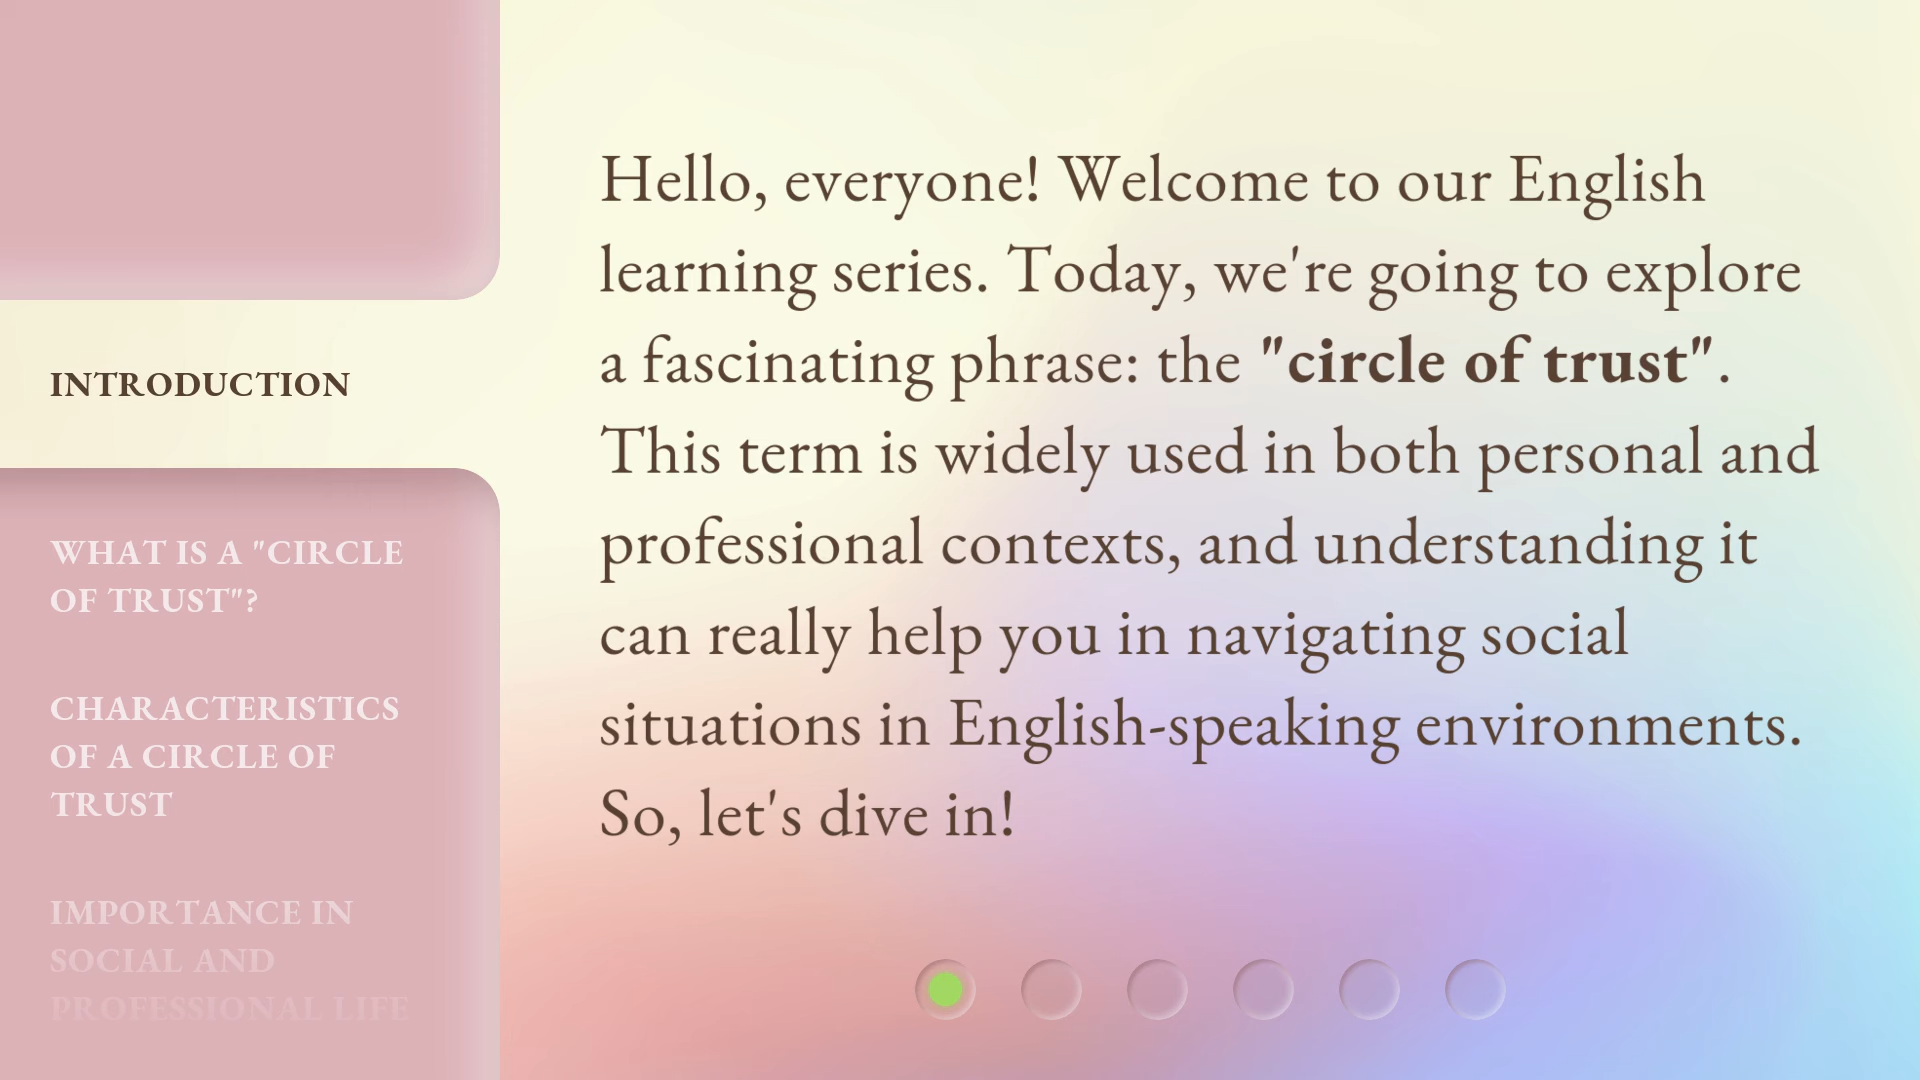 INTRODUCTION
WHAT IS A "CIRCLE
OF TRUST"?
CHARACTERISTICS
OF A CIRCLE OF
TRUST
IMPORTANCE IN
SOCIAL AND
PROFESSIONAL LIFE
Hello, everyone! Welcome to our English
learning series. Today, we're going to explore
a fascinating phrase: the "circle of trust".
This term is widely used in both personal and
professional contexts, and understanding it
can really help you in navigating social
situations in English-speaking environments.
So, let's dive in!